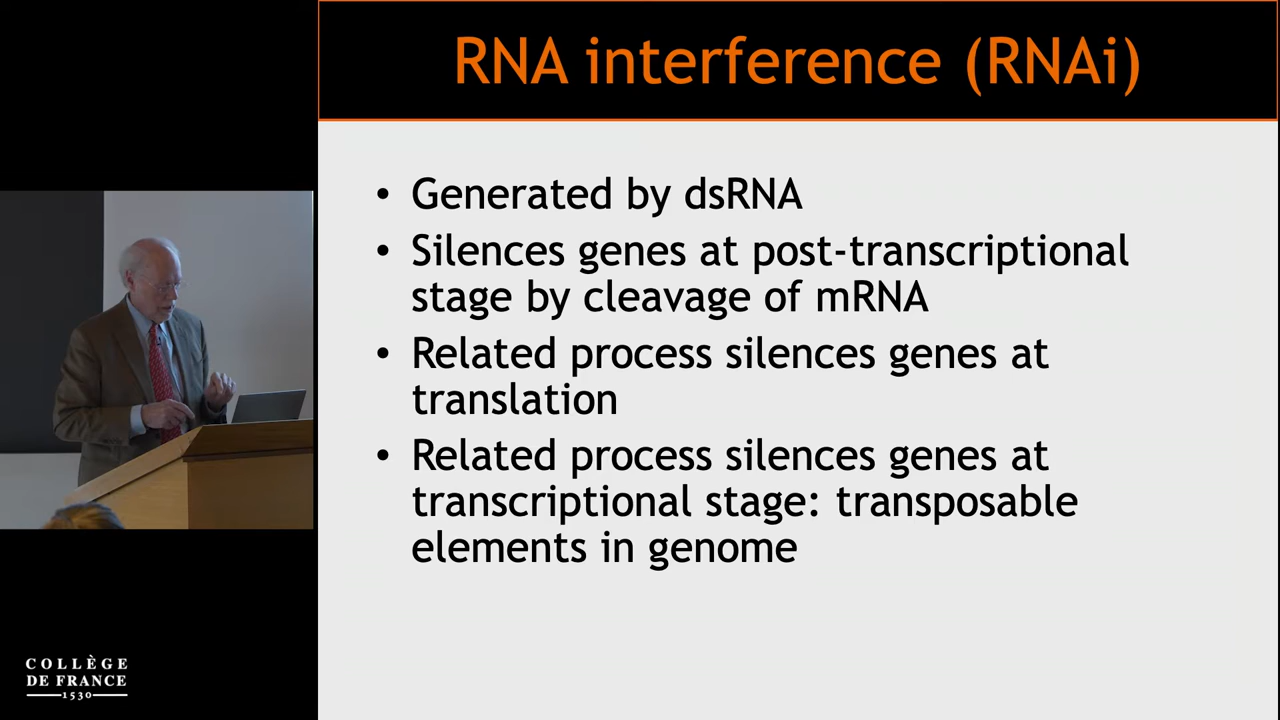 RNA interference (RNAi)
• Generated by dsRNA
• Silences genes at post-transcriptional
stage by cleavage of mRNA
• Related process silences genes at
translation
• Related process silences genes at
transcriptional stage: transposable
elements in genome
COLLÈGE
DE FRANCE
1530